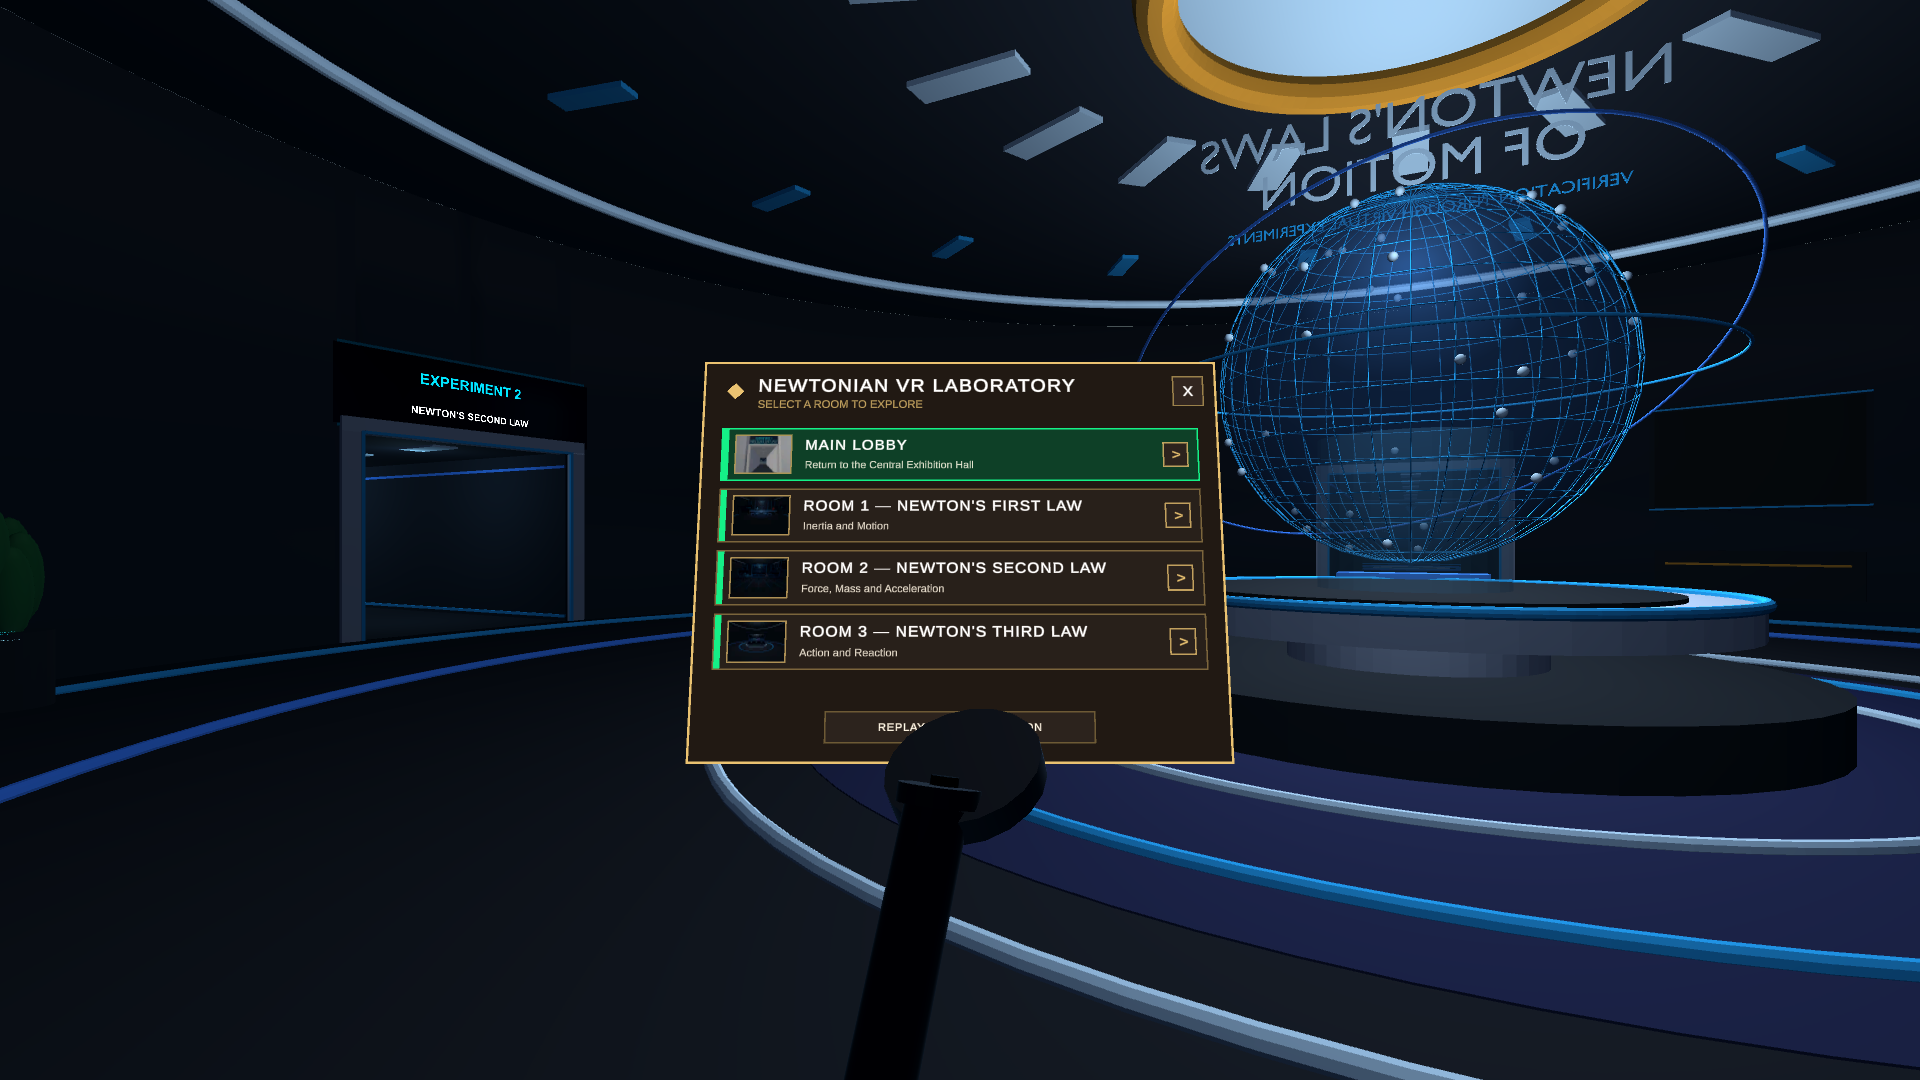 NEWTON'S LAWS
OF MOTION
EXPERIMENT 2
NEWTON'S SECOND LAW
NEWTONIAN VR LABORATORY
SELECT A ROOM TO EXPLORE
X
MAIN LOBBY
Return to the Central Exhibition Hall
>
ROOM 1 — NEWTON'S FIRST LAW
Inertia and Motion
>
ROOM 2 — NEWTON'S SECOND LAW
Force, Mass and Acceleration
>
ROOM 3 — NEWTON'S THIRD LAW
Action and Reaction
>
REPLAY